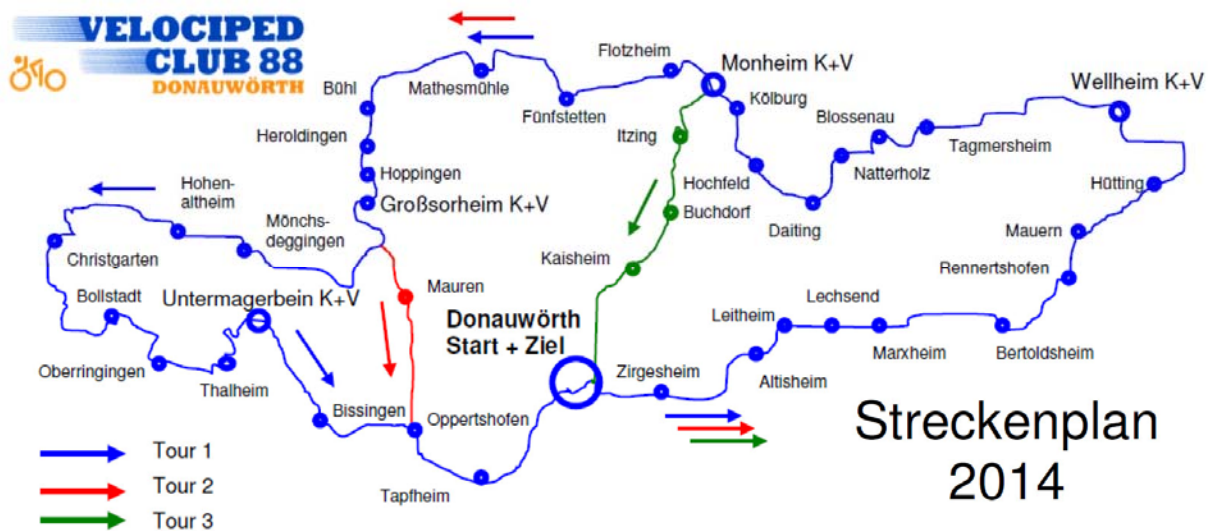 VELOCIPED
CLUB 88
DONAUWÖRTH
Flotzheim
Monheim K+V
Wellheim K+V
Bühl
Mathesmühle
Fünfstetten
Kölburg
Blossenau
Tagmersheim
Heroldingen
Itzing
Natterholz
Hoppingen
Hochfeld
Hütting
Hohen-
altheim
Großsorheim K+V
Buchdorf
Daiting
Mönchs-
deggingen
Mauern
Christgarten
Kaisheim
Rennertshofen
Bollstadt
Untermagerbein K+V
Mauren
Lechsend
Leitheim
Donauwörth
Start + Ziel
Marxheim
Bertoldsheim
Oberringingen
Thalheim
Zirgesheim
Altisheim
Bissingen
Oppertshofen
Tapfheim
Streckenplan
2014
Tour 1
Tour 2
Tour 3